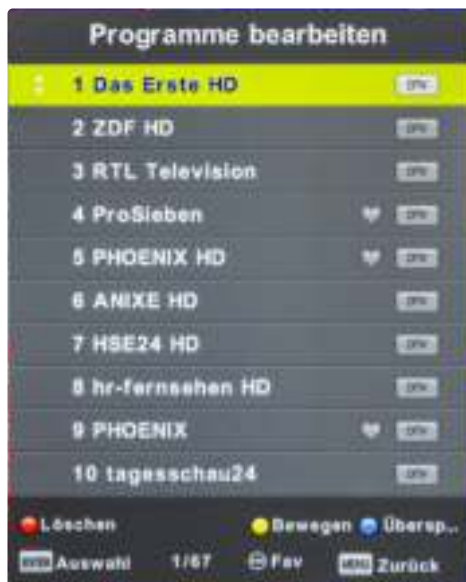 Programme bearbeiten
1 Das Erste HD
2 ZDF HD
3 RTL Television
4 ProSieben
5 PHOENIX HD
6 ANIXE HD
7 HSE24 HD
8 hr-fernsehen HD
9 PHOENIX
10 tagesschau24
Löschen Bewegen Übersp...
Auswahl 1/67 Fav MENU Zurück